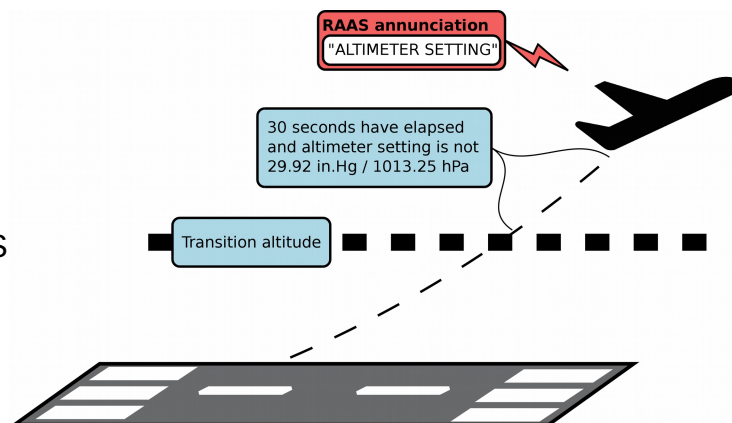 RAAS annunciation
"ALTIMETER SETTING"
30 seconds have elapsed
and altimeter setting is not
29.92 in.Hg / 1013.25 hPa
Transition altitude